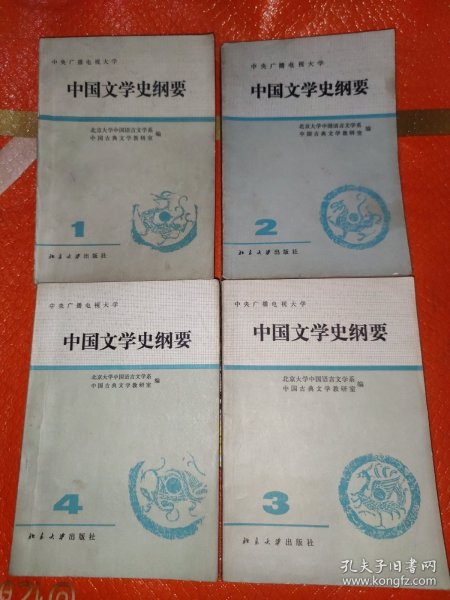 中央广播电视大学
中国文学史纲要
北京大学中国语言文学系
中国古典文学教研室
编
1
北京大学出版社
中央广播电视大学
中国文学史纲要
北京大学中国语言文学系
中国古典文学教研室
编
2
北京大学出版社
中央广播电视大学
中国文学史纲要
北京大学中国语言文学系
中国古典文学教研室
编
4
北京大学出版社
中央广播电视大学
中国文学史纲要
北京大学中国语言文学系
中国古典文学教研室
编
3
北京大学出版社
孔夫子旧书网
www.kongfz.com